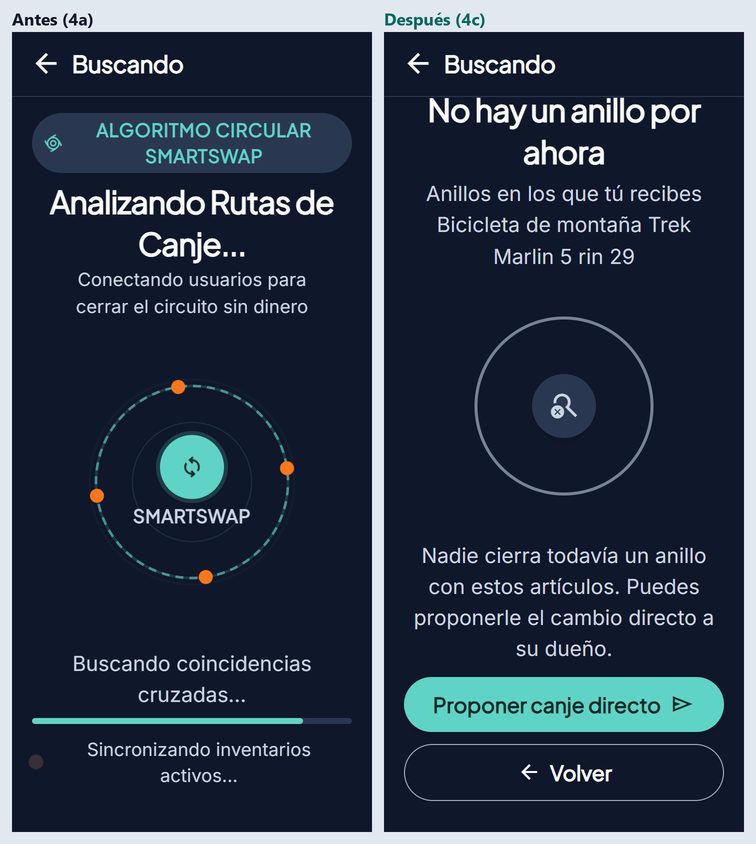 Antes (4a)
Buscando
ALGORITMO CIRCULAR
SMARTSWAP
Analizando Rutas de
Canje...
Conectando usuarios para
cerrar el circuito sin dinero
SMARTSWAP
Buscando coincidencias
cruzadas...
Sincronizando inventarios
activos...
Después (4c)
Buscando
No hay un anillo por
ahora
Anillos en los que tú recibes
Bicicleta de montaña Trek
Marlin 5 rin 29
Nadie cierra todavía un anillo
con estos artículos. Puedes
proponerle el cambio directo a
su dueño.
Proponer canje directo
Volver